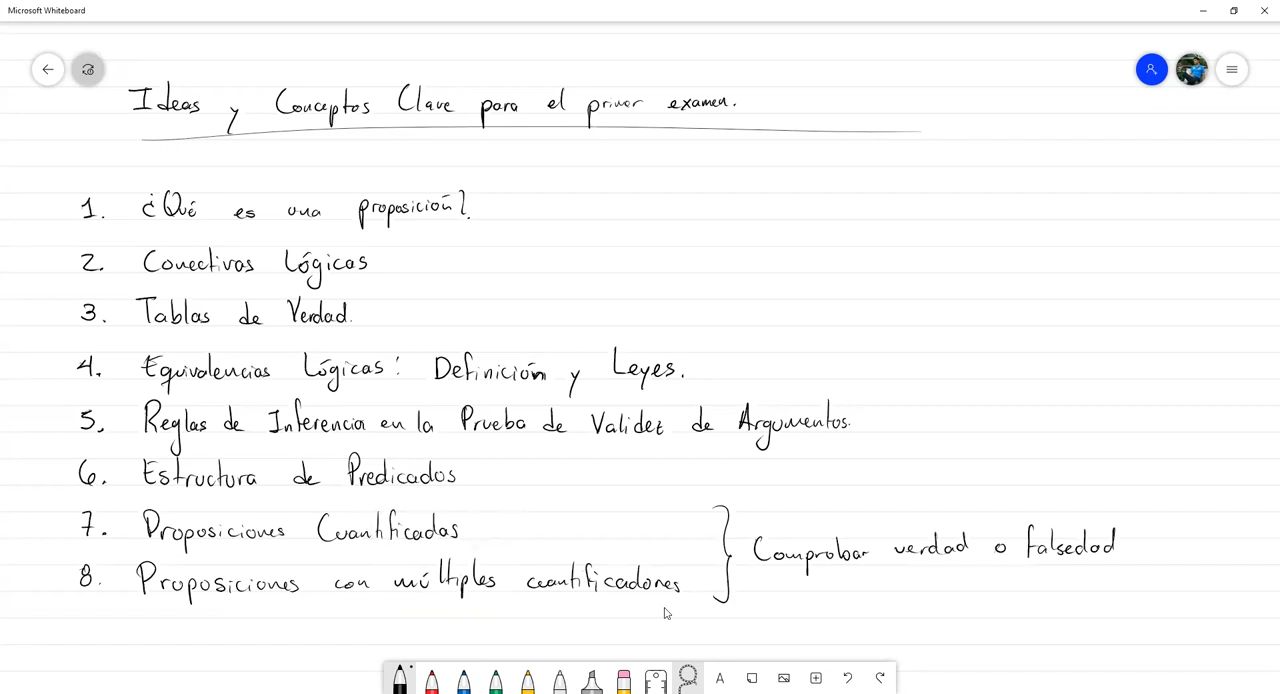 Microsoft Whiteboard
Ideas y Conceptos Clave para el primer examen.
1. ¿Qué es una proposición?
2. Conectivas Lógicas
3. Tablas de Verdad.
4. Equivalencias Lógicas: Definición y Leyes.
5. Reglas de Inferencia en la Prueba de Validez de Argumentos.
6. Estructura de Predicados
7. Proposiciones Cuantificadas
8. Proposiciones con múltiples cuantificadores
Comprobar verdad o falsedad